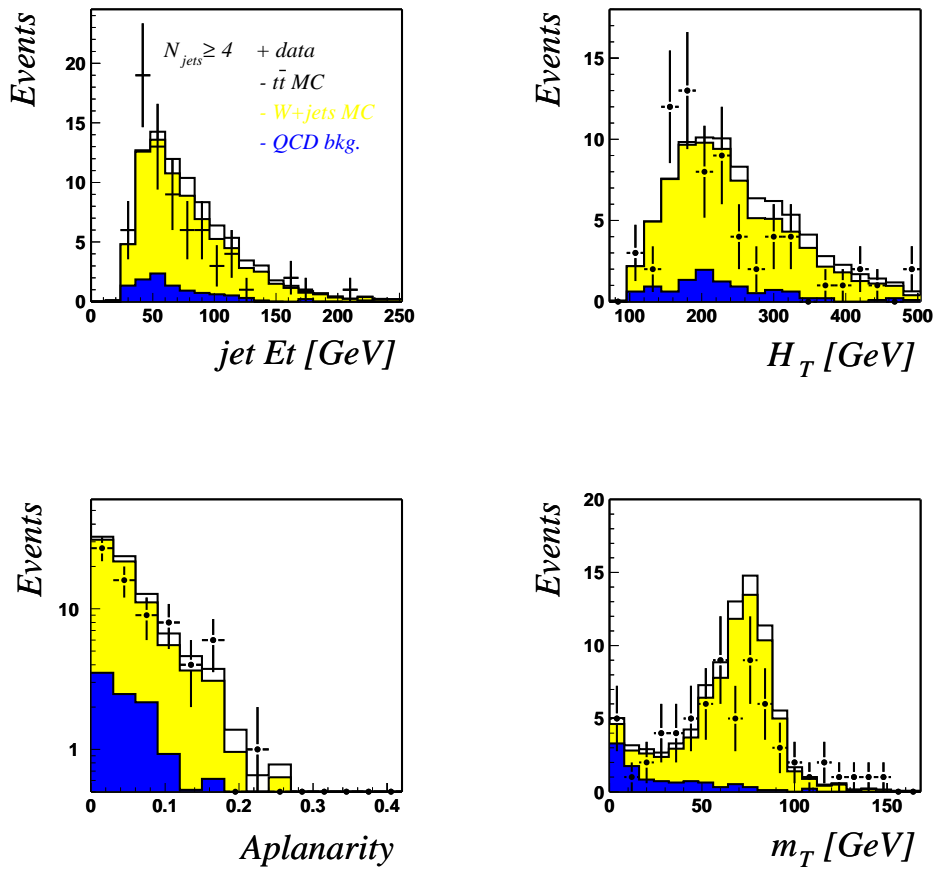 Events
20
15
10
5
0
0 50 100 150 200 250
jet Et [GeV]
N jets ≥ 4 + data
- tt̄ MC
- W+jets MC
- QCD bkg.
Events
15
10
5
0
100 200 300 400 500
H T [GeV]
Events
10
1
0 0.1 0.2 0.3 0.4
Aplanarity
Events
20
15
10
5
0
0 50 100 150
m T [GeV]